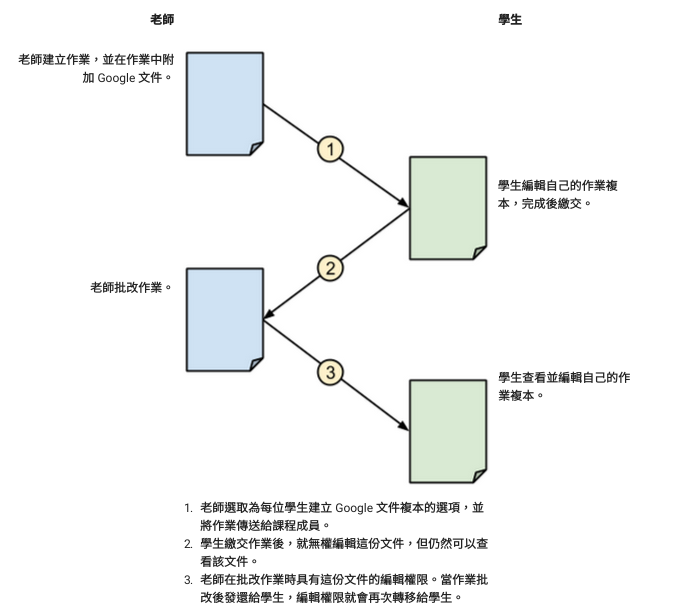 老師
學生
老師建立作業，並在作業中附
加 Google 文件。
1
學生編輯自己的作業複
本，完成後繳交。
2
老師批改作業。
3
學生查看並編輯自己的作
業複本。
1. 老師選取為每位學生建立 Google 文件複本的選項，並
將作業傳送給課程成員。
2. 學生繳交作業後，就無權編輯這份文件，但仍然可以查
看該文件。
3. 老師在批改作業時具有這份文件的編輯權限。當作業批
改後發還給學生，編輯權限就會再次轉移給學生。